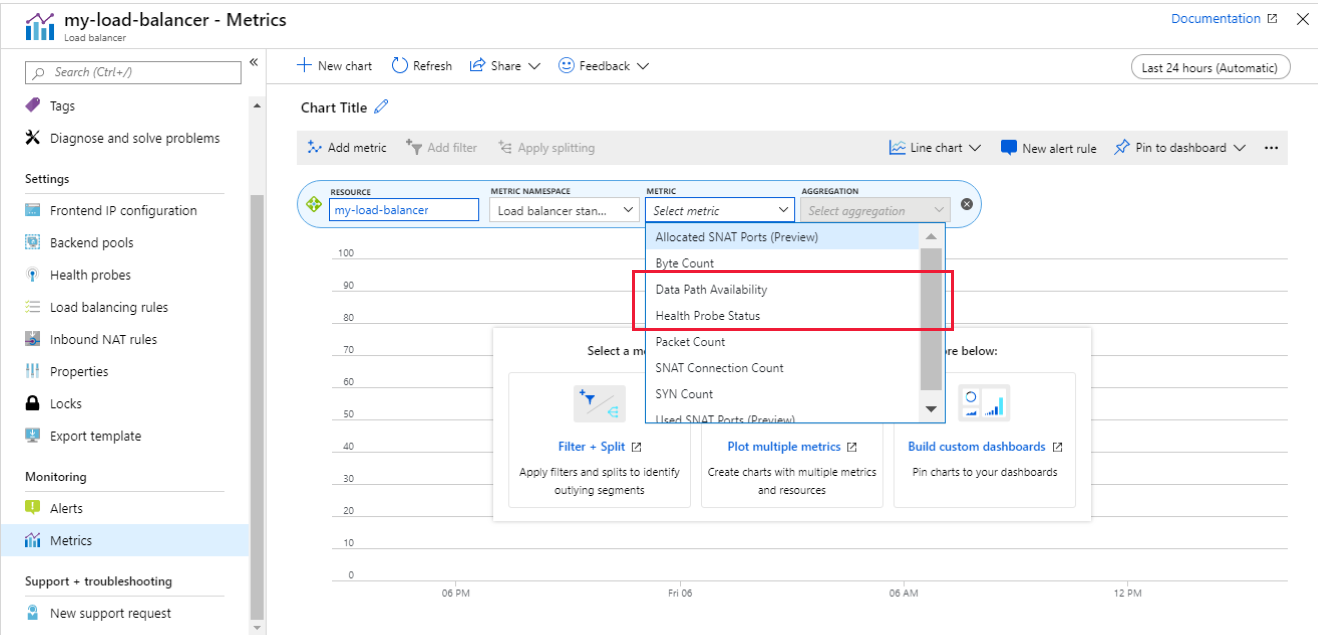 my-load-balancer - Metrics
Load balancer
Documentation
Search (Ctrl+/)
«
New chart
Refresh
Share
Feedback
Last 24 hours (Automatic)
Tags
Diagnose and solve problems
Settings
Frontend IP configuration
Backend pools
Health probes
Load balancing rules
Inbound NAT rules
Properties
Locks
Export template
Monitoring
Alerts
Metrics
Support + troubleshooting
New support request
Chart Title
Add metric
Add filter
Apply splitting
Line chart
New alert rule
Pin to dashboard
...
RESOURCE
my-load-balancer
METRIC NAMESPACE
Load balancer stan...
METRIC
Select metric
AGGREGATION
Select aggregation
Allocated SNAT Ports (Preview)
Byte Count
Data Path Availability
Health Probe Status
Packet Count
SNAT Connection Count
SYN Count
Used SNAT Ports (Preview)
100
90
80
70
60
50
40
30
20
10
0
Select a
below:
Filter + Split
Apply filters and splits to identify
outlying segments
Plot multiple metrics
Create charts with multiple metrics
and resources
Build custom dashboards
Pin charts to your dashboards
06 PM
Fri 06
06 AM
12 PM